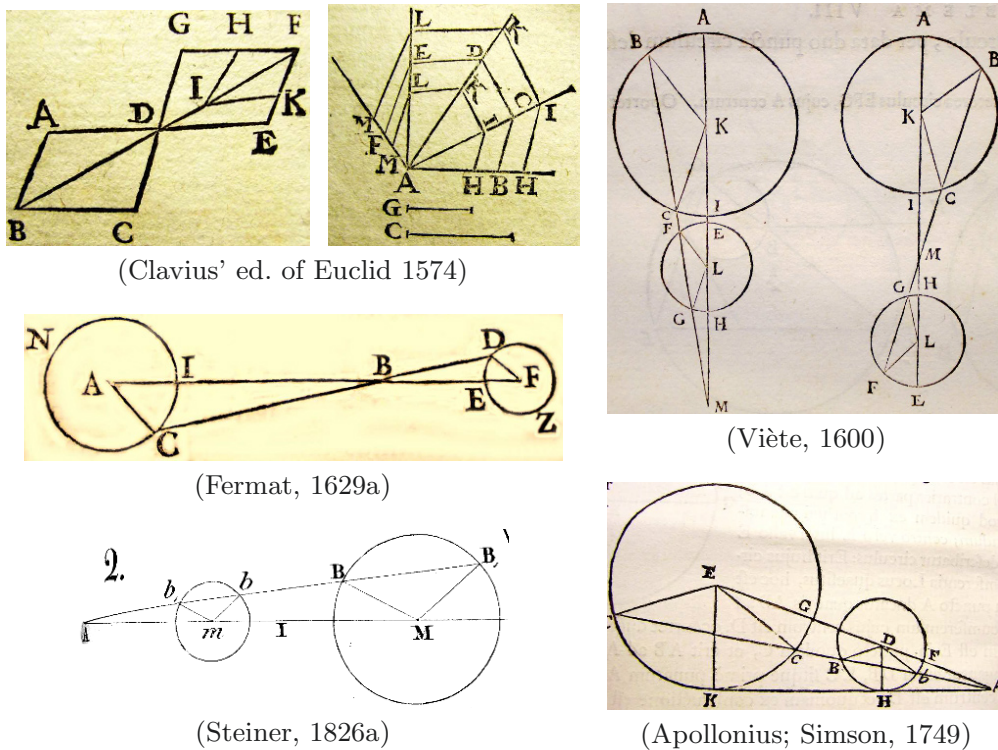 G H F
I
A D K
E
B C
L K
E D
L K C
I I
M F M
A H B H
G
C
(Clavius' ed. of Euclid 1574)
N
A I B D
E F
C Z
(Fermat, 1629a)
2.
b, b B B,
A m I M
(Steiner, 1826a)
A
B
K
C I
F E
L
G H
M
A
B
K
I C
M
G H
L
F E
(Viète, 1600)
E
G
C D F
c B b A
K H
(Apollonius; Simson, 1749)